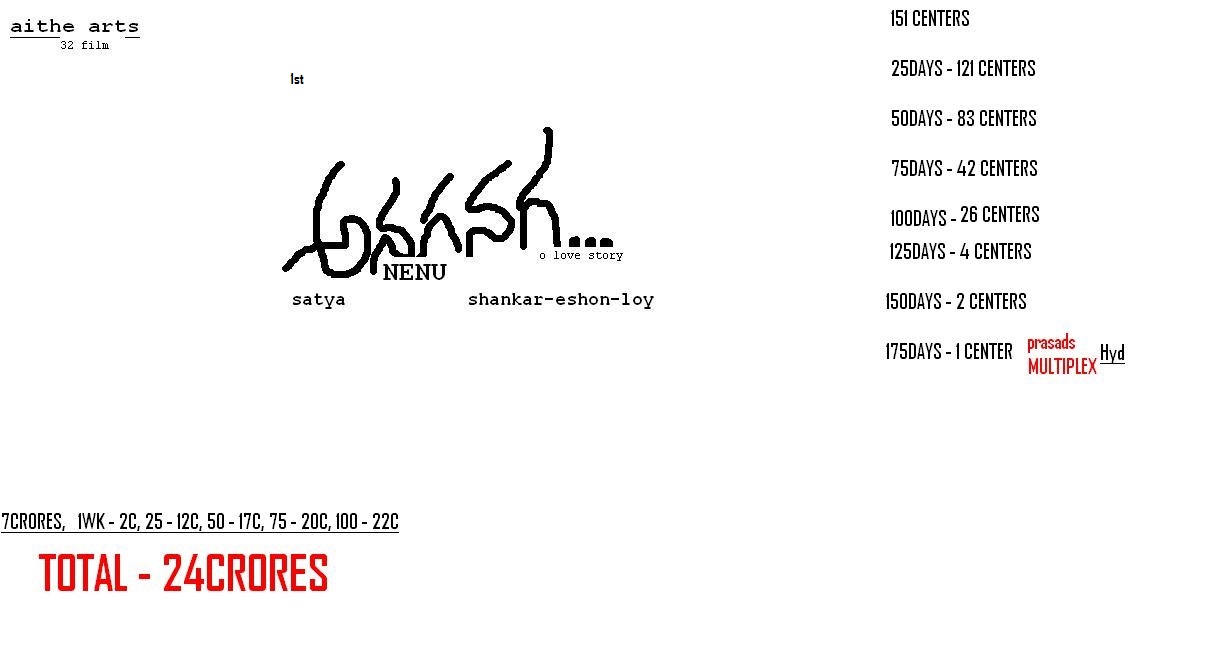 aithe arts
32 film
1st
అనగనగ...
NENU
o love story
satya shankar-eshon-loy
151 CENTERS
25DAYS - 121 CENTERS
50DAYS - 83 CENTERS
75DAYS - 42 CENTERS
100DAYS - 26 CENTERS
125DAYS - 4 CENTERS
150DAYS - 2 CENTERS
175DAYS - 1 CENTER prasads MULTIPLEX Hyd
7CRORES, 1WK - 2C, 25 - 12C, 50 - 17C, 75 - 20C, 100 - 22C
TOTAL - 24CRORES